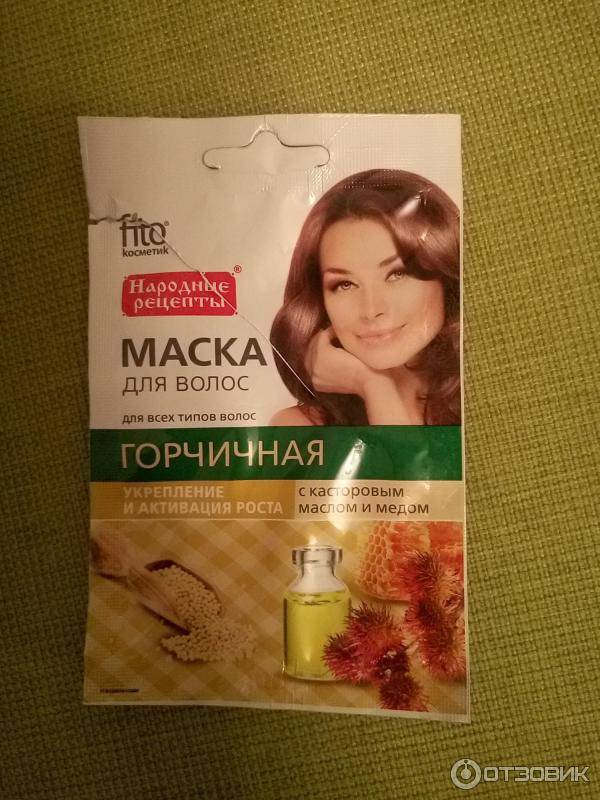 fito®
косметик
Народные®
рецепты
МАСКА
ДЛЯ ВОЛОС
для всех типов волос
ГОРЧИЧНАЯ
УКРЕПЛЕНИЕ
И АКТИВАЦИЯ РОСТА
с касторовым
маслом и медом
ОТЗОВИК